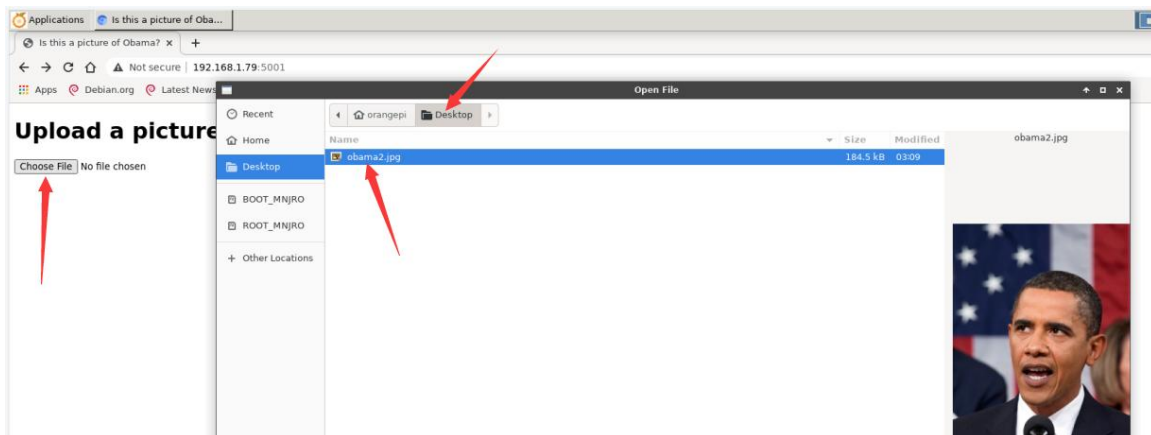 Applications Is this a picture of Oba...
Is this a picture of Obama? × +
Not secure | 192.168.1.79:5001
Apps Debian.org Latest News
Open File
Upload a picture
Choose File No file chosen
Recent
Home
Desktop
BOOT_MNJRO
ROOT_MNJRO
+ Other Locations
orangepi Desktop
Name Size Modified
obama2.jpg 184.5 kB 03:09
obama2.jpg